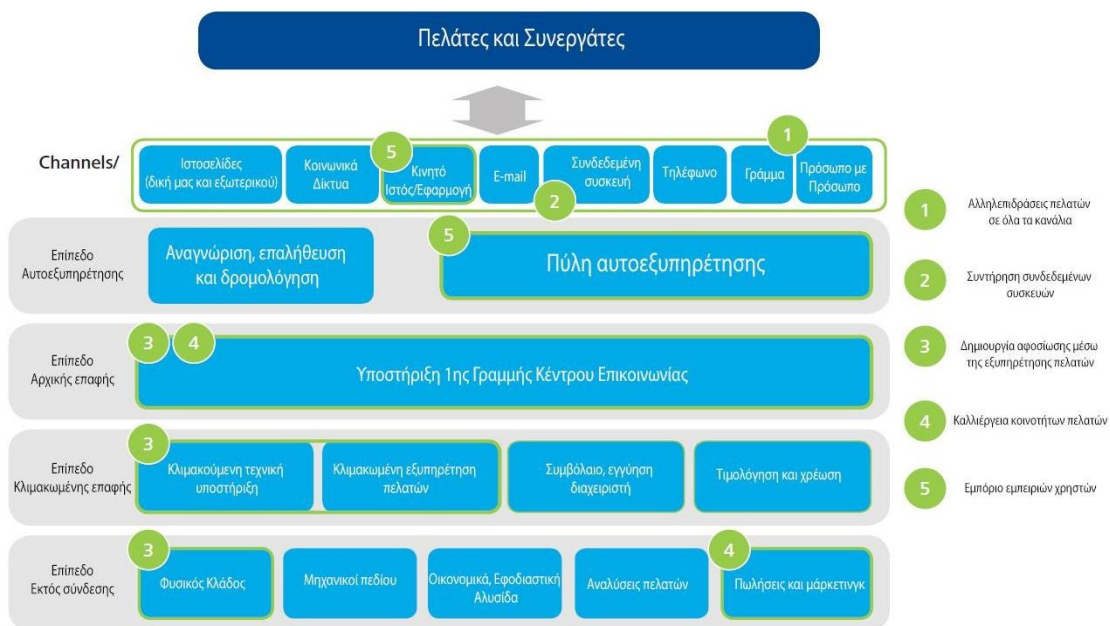 Πελάτες και Συνεργάτες
Channels/
Ιστοσελίδες
(δική μας και εξωτερικού)
Κοινωνικά
Δίκτυα
5
Κινητό
Ιστός/Εφαρμογή
E-mail
2
Συνδεδεμένη
συσκευή
Τηλέφωνο
Γράμμα
1
Πρόσωπο με
Πρόσωπο
Επίπεδο
Αυτοεξυπηρέτησης
Αναγνώριση, επαλήθευση
και δρομολόγηση
5
Πύλη αυτοεξυπηρέτησης
Επίπεδο
Αρχικής επαφής
3
4
Υποστήριξη 1ης Γραμμής Κέντρου Επικοινωνίας
Επίπεδο
Κλιμακωμένης επαφής
3
Κλιμακούμενη τεχνική
υποστήριξη
Κλιμακωμένη εξυπηρέτηση
πελατών
Συμβόλαιο, εγγύηση
διαχειριστή
Τιμολόγηση και χρέωση
Επίπεδο
Εκτός σύνδεσης
3
Φυσικός Κλάδος
Μηχανικοί πεδίου
Οικονομικά, Εφοδιαστική
Αλυσίδα
Αναλύσεις πελατών
4
Πωλήσεις και μάρκετινγκ
1
Αλληλεπιδράσεις πελατών
σε όλα τα κανάλια
2
Συντήρηση συνδεδεμένων
συσκευών
3
Δημιουργία αφοσίωσης μέσω
της εξυπηρέτησης πελατών
4
Καλλιέργεια κοινοτήτων πελατών
5
Εμπόριο εμπειριών χρηστών